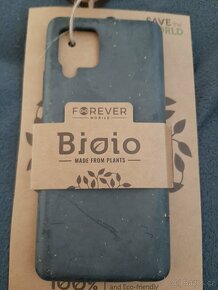 SAVE THE
WORLD
FOREVER
MOBILE
Bioio
MADE FROM PLANTS
100%
and Eco-friendly